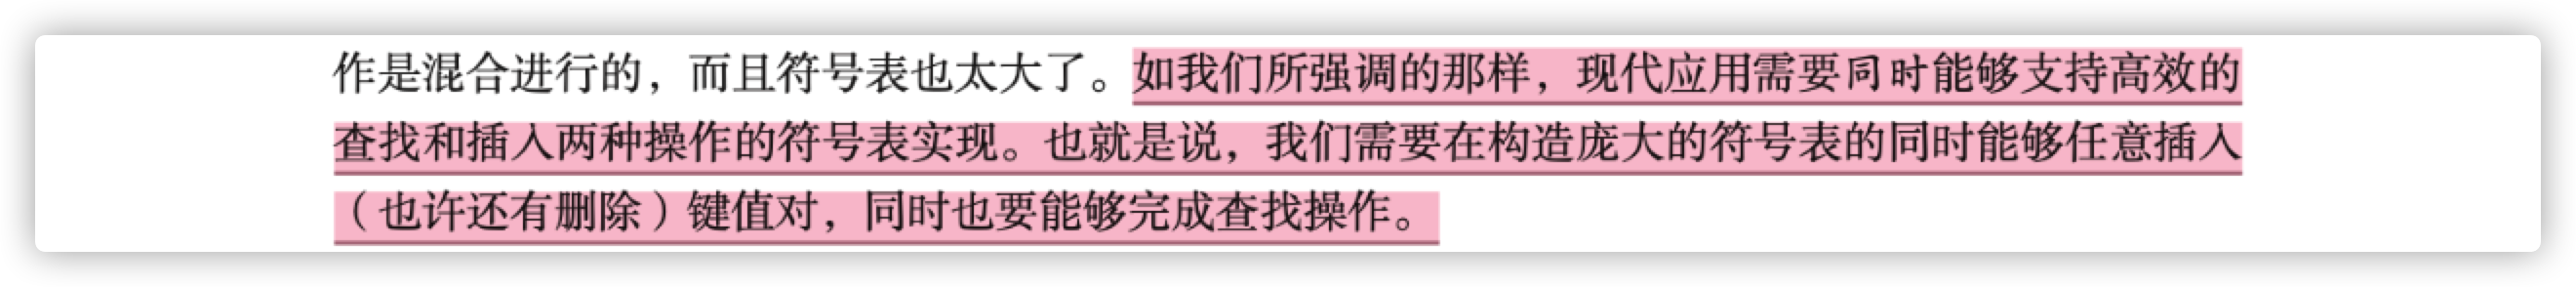 作是混合进行的，而且符号表也太大了。如我们所强调的那样，现代应用需要同时能够支持高效的
查找和插入两种操作的符号表实现。也就是说，我们需要在构造庞大的符号表的同时能够任意插入
（也许还有删除）键值对，同时也要能够完成查找操作。